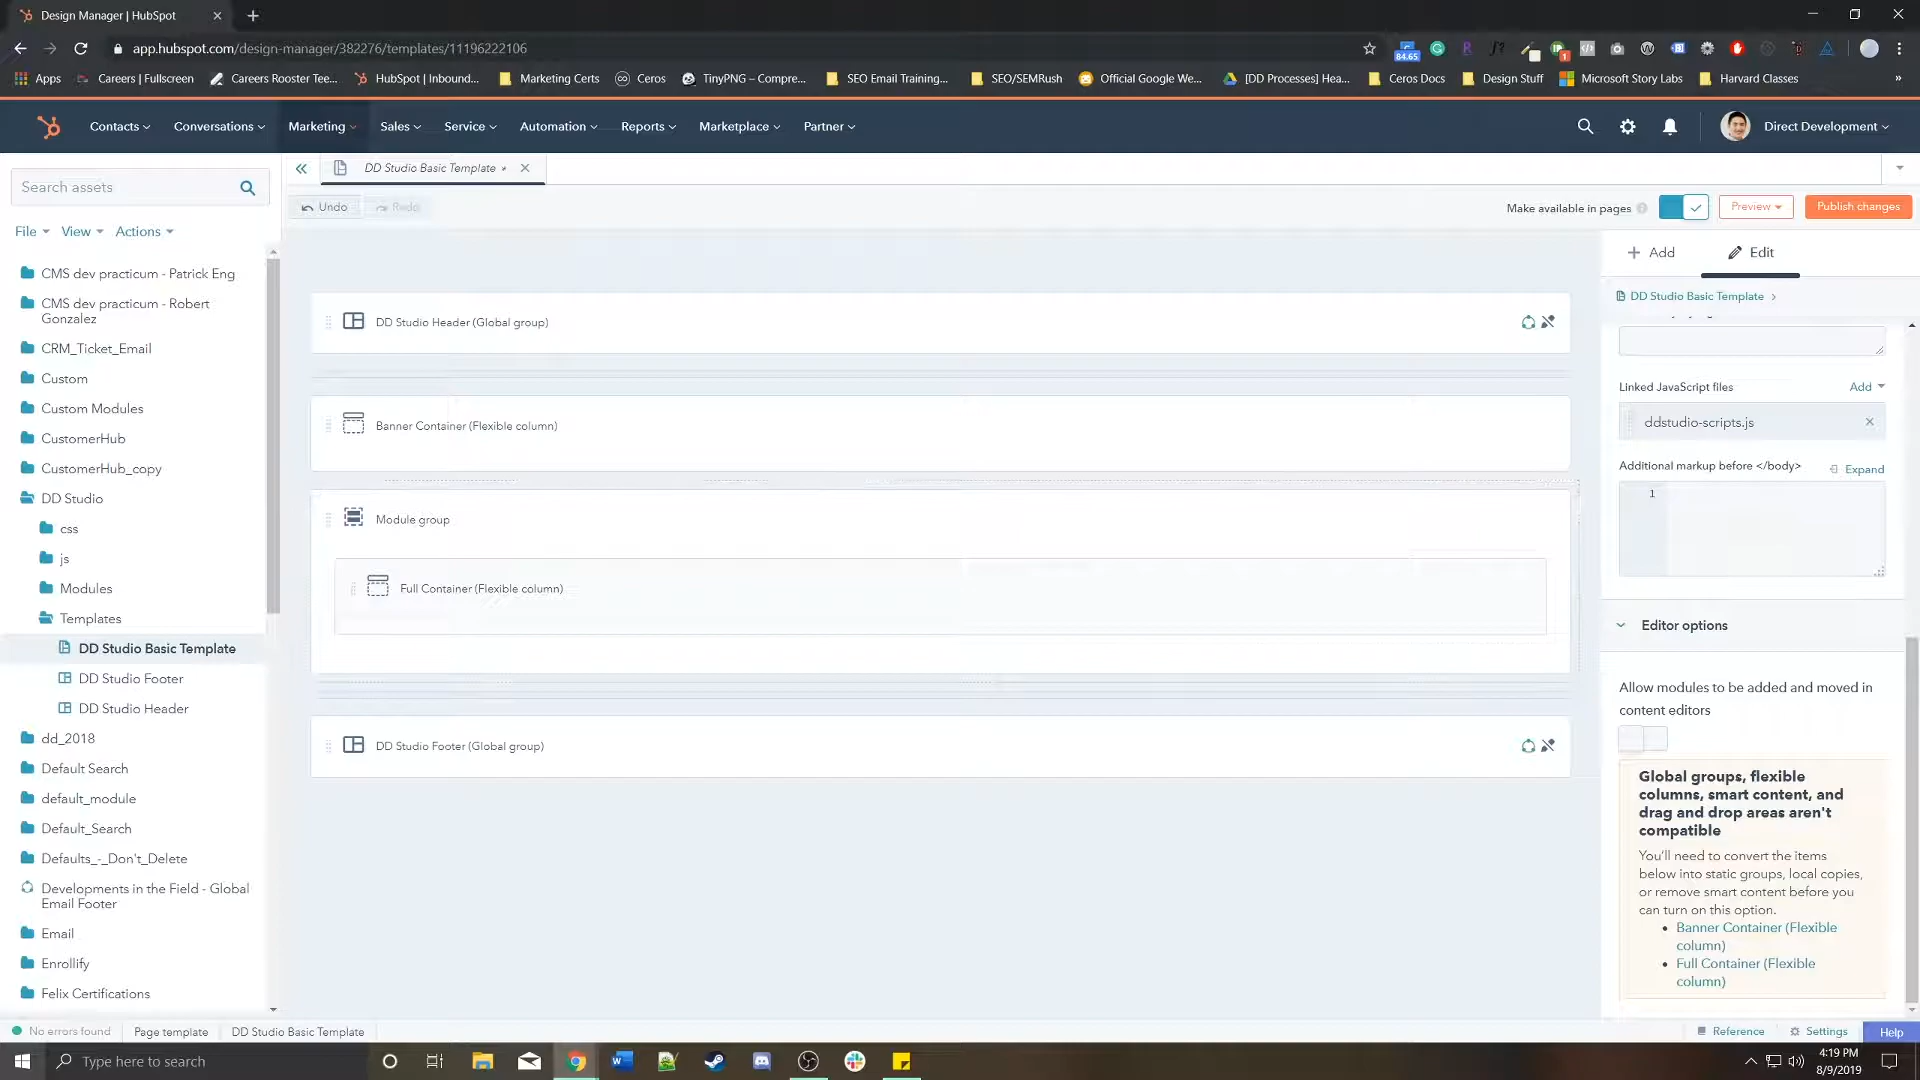 Design Manager | HubSpot
app.hubspot.com/design-manager/382276/templates/11196222106
84.65
1
Apps
Careers | Fullscreen
Careers Rooster Tee...
HubSpot | Inbound...
Marketing Certs
Ceros
TinyPNG – Compre...
SEO Email Training...
SEO/SEMRush
Official Google We...
[DD Processes] Hea...
Ceros Docs
Design Stuff
Microsoft Story Labs
Harvard Classes
»
Contacts
Conversations
Marketing
Sales
Service
Automation
Reports
Marketplace
Partner
Direct Development
Search assets
File
View
Actions
CMS dev practicum - Patrick Eng
CMS dev practicum - Robert
Gonzalez
CRM_Ticket_Email
Custom
Custom Modules
CustomerHub
CustomerHub_copy
DD Studio
css
js
Modules
Templates
DD Studio Basic Template
DD Studio Footer
DD Studio Header
dd_2018
Default Search
default_module
Default_Search
Defaults_-_Don't_Delete
Developments in the Field - Global
Email Footer
Email
Enrollify
Felix Certifications
DD Studio Basic Template
Undo
Redo
Make available in pages
Preview
Publish changes
DD Studio Header (Global group)
Banner Container (Flexible column)
Module group
Full Container (Flexible column)
DD Studio Footer (Global group)
Add
Edit
DD Studio Basic Template
Linked JavaScript files
Add
ddstudio-scripts.js
Additional markup before </body>
Expand
1
Editor options
Allow modules to be added and moved in
content editors
Global groups, flexible
columns, smart content, and
drag and drop areas aren't
compatible
You'll need to convert the items
below into static groups, local copies,
or remove smart content before you
can turn on this option.
• Banner Container (Flexible
column)
• Full Container (Flexible
column)
No errors found
Page template
DD Studio Basic Template
Reference
Settings
Help
Type here to search
4:19 PM
8/9/2019